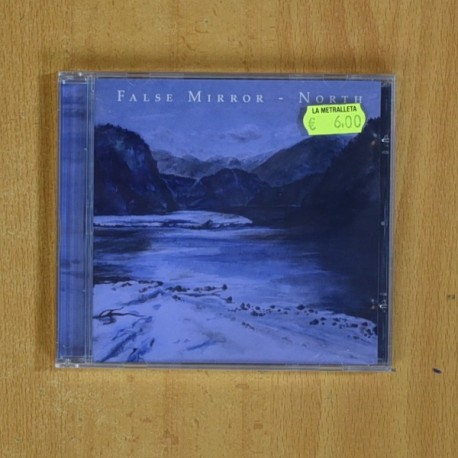 FALSE MIRROR - NORTH
LA METRALLETA
€ 6.00